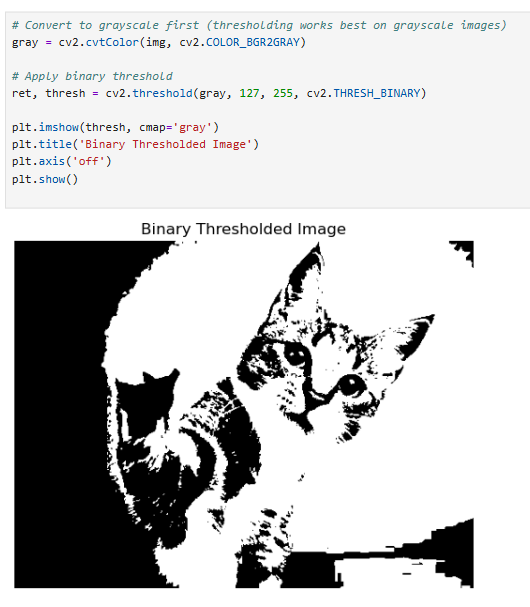 # Convert to grayscale first (thresholding works best on grayscale images)
gray = cv2.cvtColor(img, cv2.COLOR_BGR2GRAY)
# Apply binary threshold
ret, thresh = cv2.threshold(gray, 127, 255, cv2.THRESH_BINARY)
plt.imshow(thresh, cmap='gray')
plt.title('Binary Thresholded Image')
plt.axis('off')
plt.show()
Binary Thresholded Image